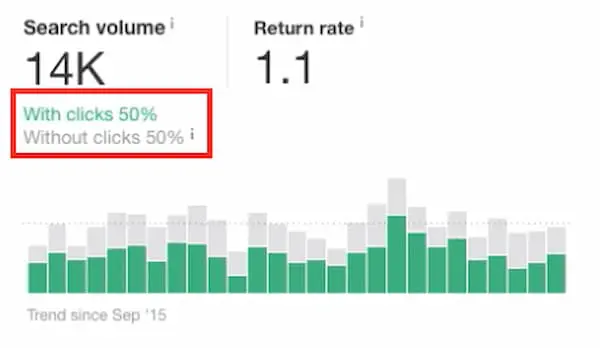 Search volume i
Return rate i
14K
1.1
With clicks 50%
Without clicks 50% i
Trend since Sep '15